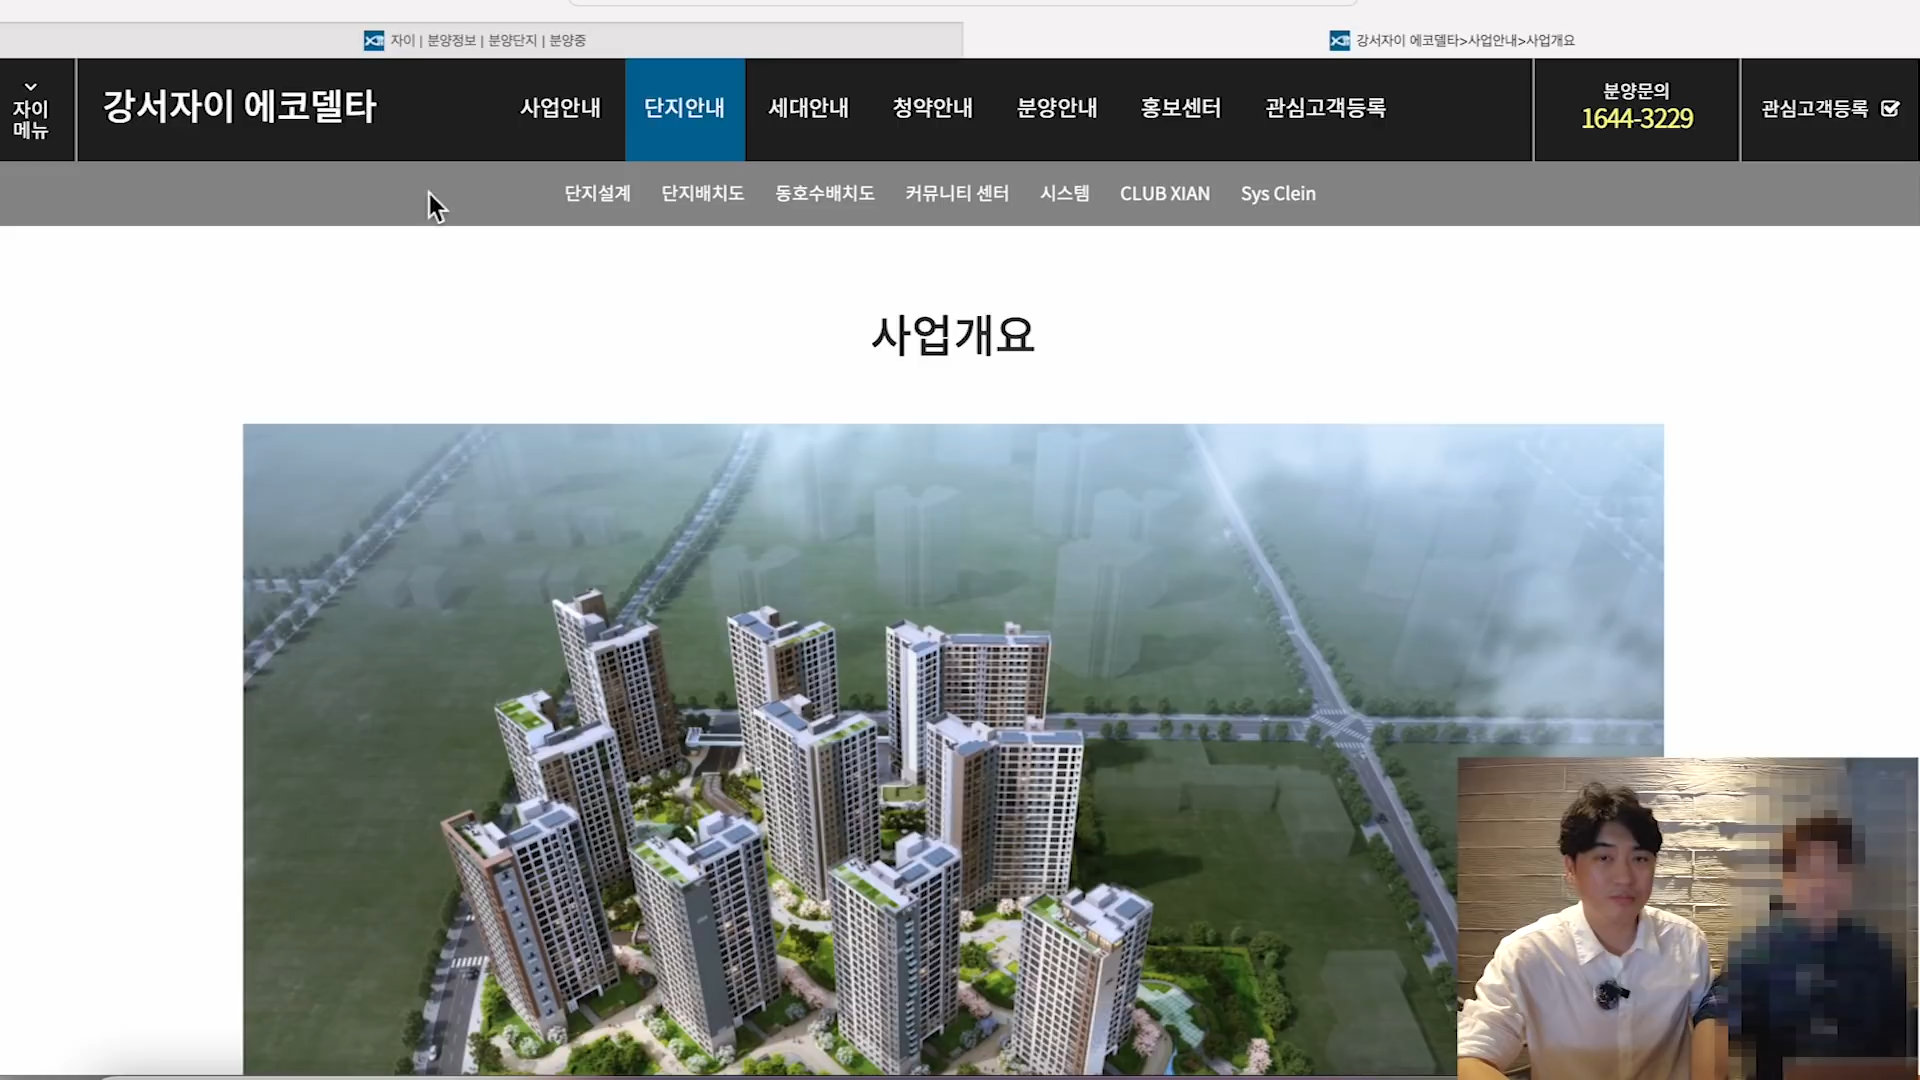 자이 | 분양정보 | 분양단지 | 분양중
강서자이 에코델타>사업안내>사업개요
자이
메뉴
강서자이 에코델타
사업안내 단지안내 세대안내 청약안내 분양안내 홍보센터 관심고객등록
분양문의
1644-3229
관심고객등록
단지설계 단지배치도 동호수배치도 커뮤니티 센터 시스템 CLUB XIAN Sys Clein
사업개요